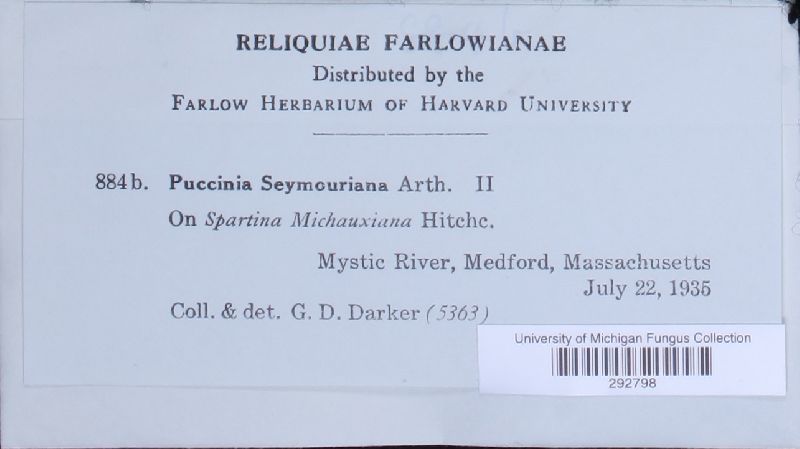 RELIQUIAE FARLOWIANAE
Distributed by the
FARLOW HERBARIUM OF HARVARD UNIVERSITY
884b. Puccinia Seymouriana Arth. II
On Spartina Michauxiana Hitchc.
Mystic River, Medford, Massachusetts
July 22, 1935
Coll. & det. G. D. Darker (5363)
University of Michigan Fungus Collection
292798